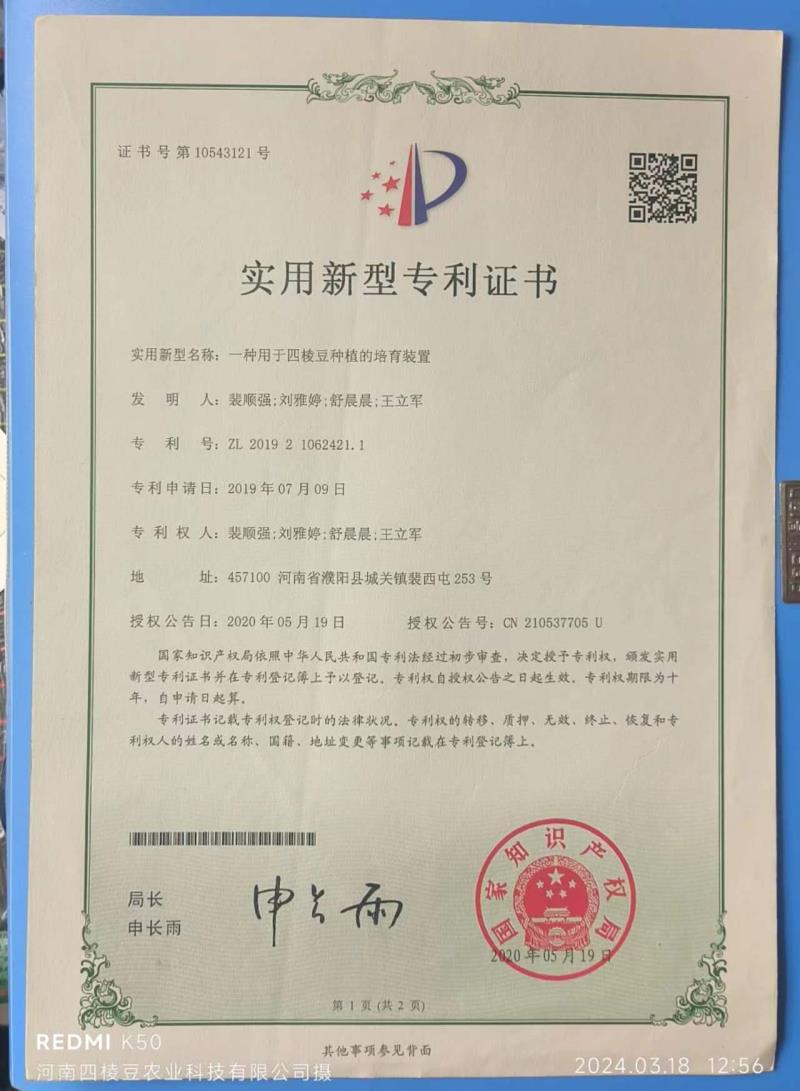 证书号第10543121号
实用新型专利证书
实用新型名称：一种用于四棱豆种植的培育装置
发明人：裴顺强;刘雅婷;舒晨晨;王立军
专利号：ZL 2019 2 1062421.1
专利申请日：2019年07月09日
专利权人：裴顺强;刘雅婷;舒晨晨;王立军
地址：457100 河南省濮阳县城关镇裴西屯253号
授权公告日：2020年05月19日 授权公告号：CN 210537705 U
国家知识产权局依照中华人民共和国专利法经过初步审查，决定授予专利权，颁发实用
新型专利证书并在专利登记簿上予以登记。专利权自授权公告之日起生效。专利权期限为十
年，自申请日起算。
专利证书记载专利权登记时的法律状况。专利权的转移、质押、无效、终止、恢复和专
利权人的姓名或名称、国籍、地址变更等事项记载在专利登记簿上。
局长
申长雨
申长雨
国家知识产权局
2020年05月19日
第1页(共2页)
其他事项参见背面
REDMI K50
河南四棱豆农业科技有限公司摄
2024.03.18 12:56